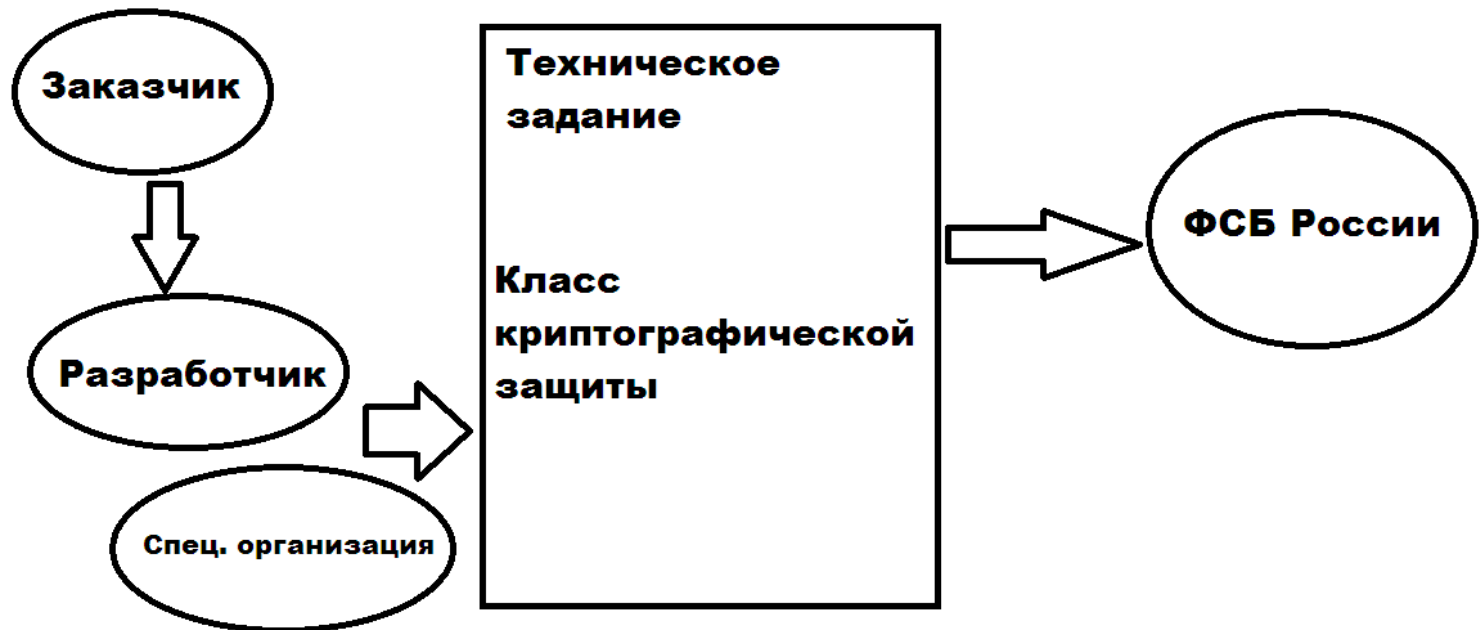 Заказчик
Разработчик
Спец. организация
Техническое
задание
Класс
криптографической
защиты
ФСБ России